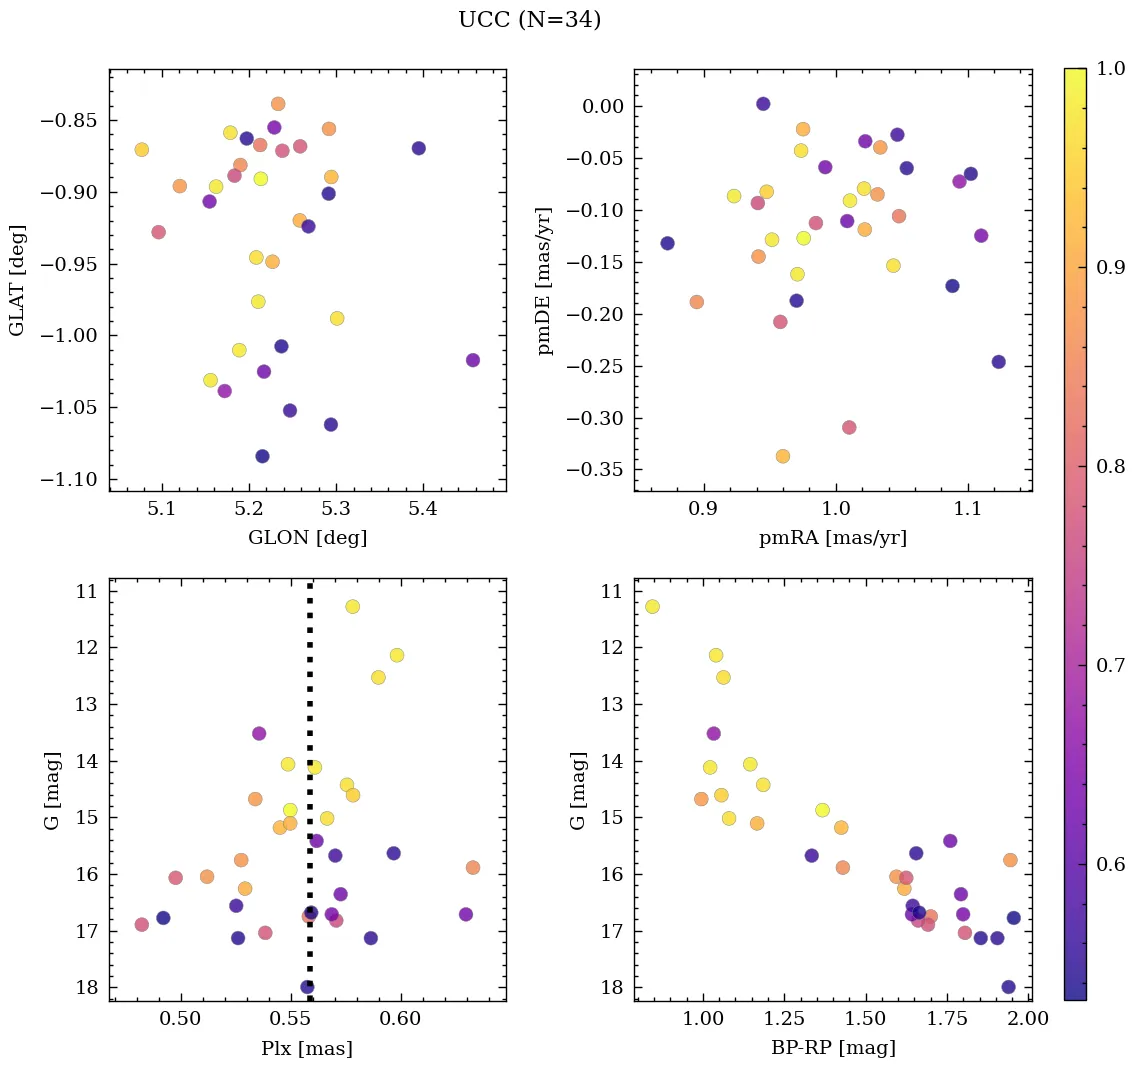 UCC (N=34)
−0.85
−0.90
−0.95
−1.00
−1.05
−1.10
GLAT [deg]
5.1 5.2 5.3 5.4
GLON [deg]
0.00
−0.05
−0.10
−0.15
−0.20
−0.25
−0.30
−0.35
pmDE [mas/yr]
0.9 1.0 1.1
pmRA [mas/yr]
11
12
13
14
15
16
17
18
G [mag]
0.50 0.55 0.60
Plx [mas]
11
12
13
14
15
16
17
18
G [mag]
1.00 1.25 1.50 1.75 2.00
BP-RP [mag]
1.0
0.9
0.8
0.7
0.6